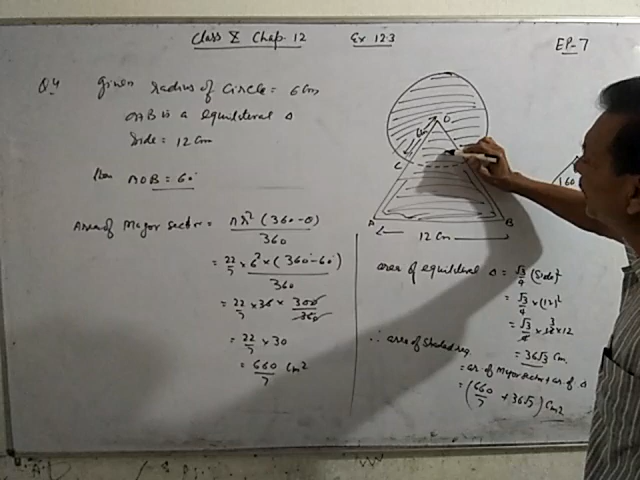 Class X Chap. 12 Ex 12.3 EP-7
Q4 Given radius of Circle = 6 Cm
OAB is a equilateral Δ
Side = 12 Cm
AOB = 60°
Area of Major sector = πr² (360-θ)
360
= 22/7 × 6² × (360-60)
360
= 22/7 × 36 × 300/360
= 22/7 × 30
= 660/7 Cm²
O
6
C
A
B
12 Cm
60
area of equilateral Δ = √3/4 (Side)²
= √3/4 × (12)²
= √3/4 × 12 × 12
3
= 36√3 Cm
∴ area of Shaded reg.
= ar. of Major sector + ar. of Δ
= (660/7 + 36√3) Cm²